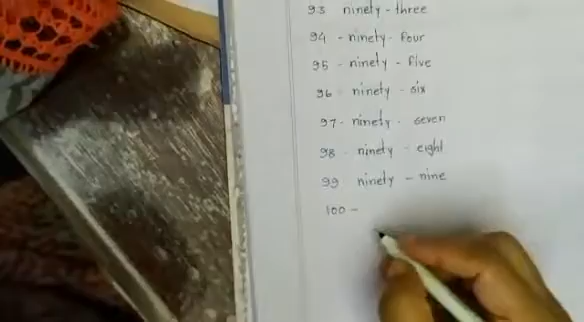 93 ninety - three
94 - ninety - four
95 - ninety - five
96 - ninety - six
97 - ninety - seven
98 - ninety - eight
99 ninety - nine
100 -